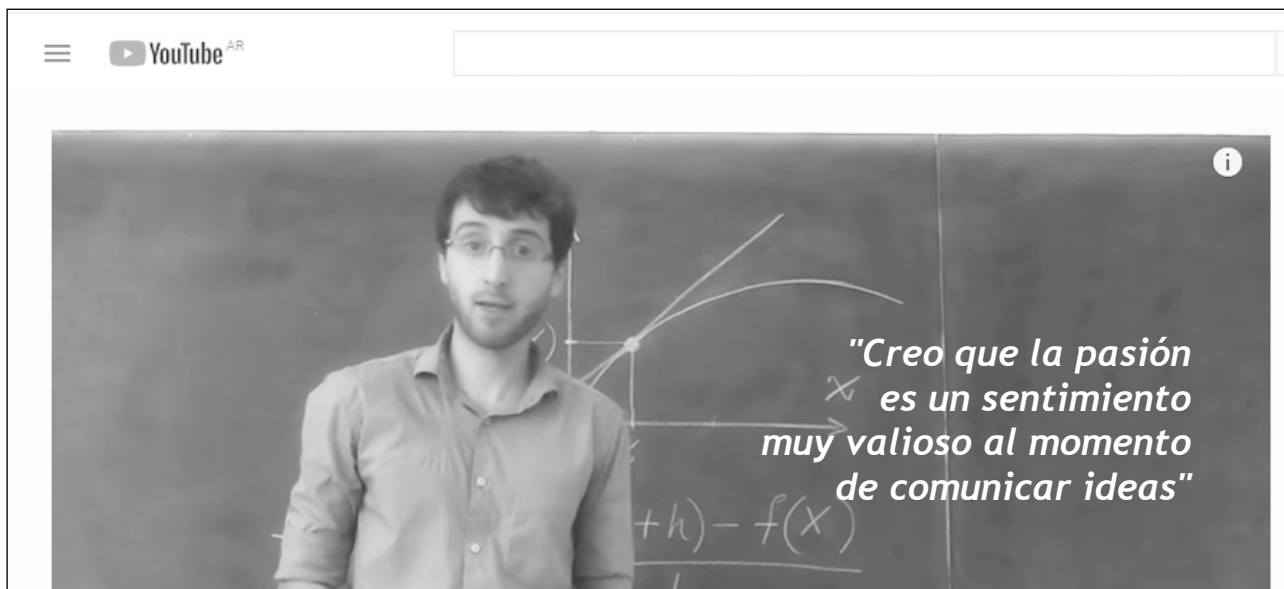 YouTube AR
i
"Creo que la pasión
x
es un sentimiento
muy valioso al momento
de comunicar ideas"
+h) – f(x)